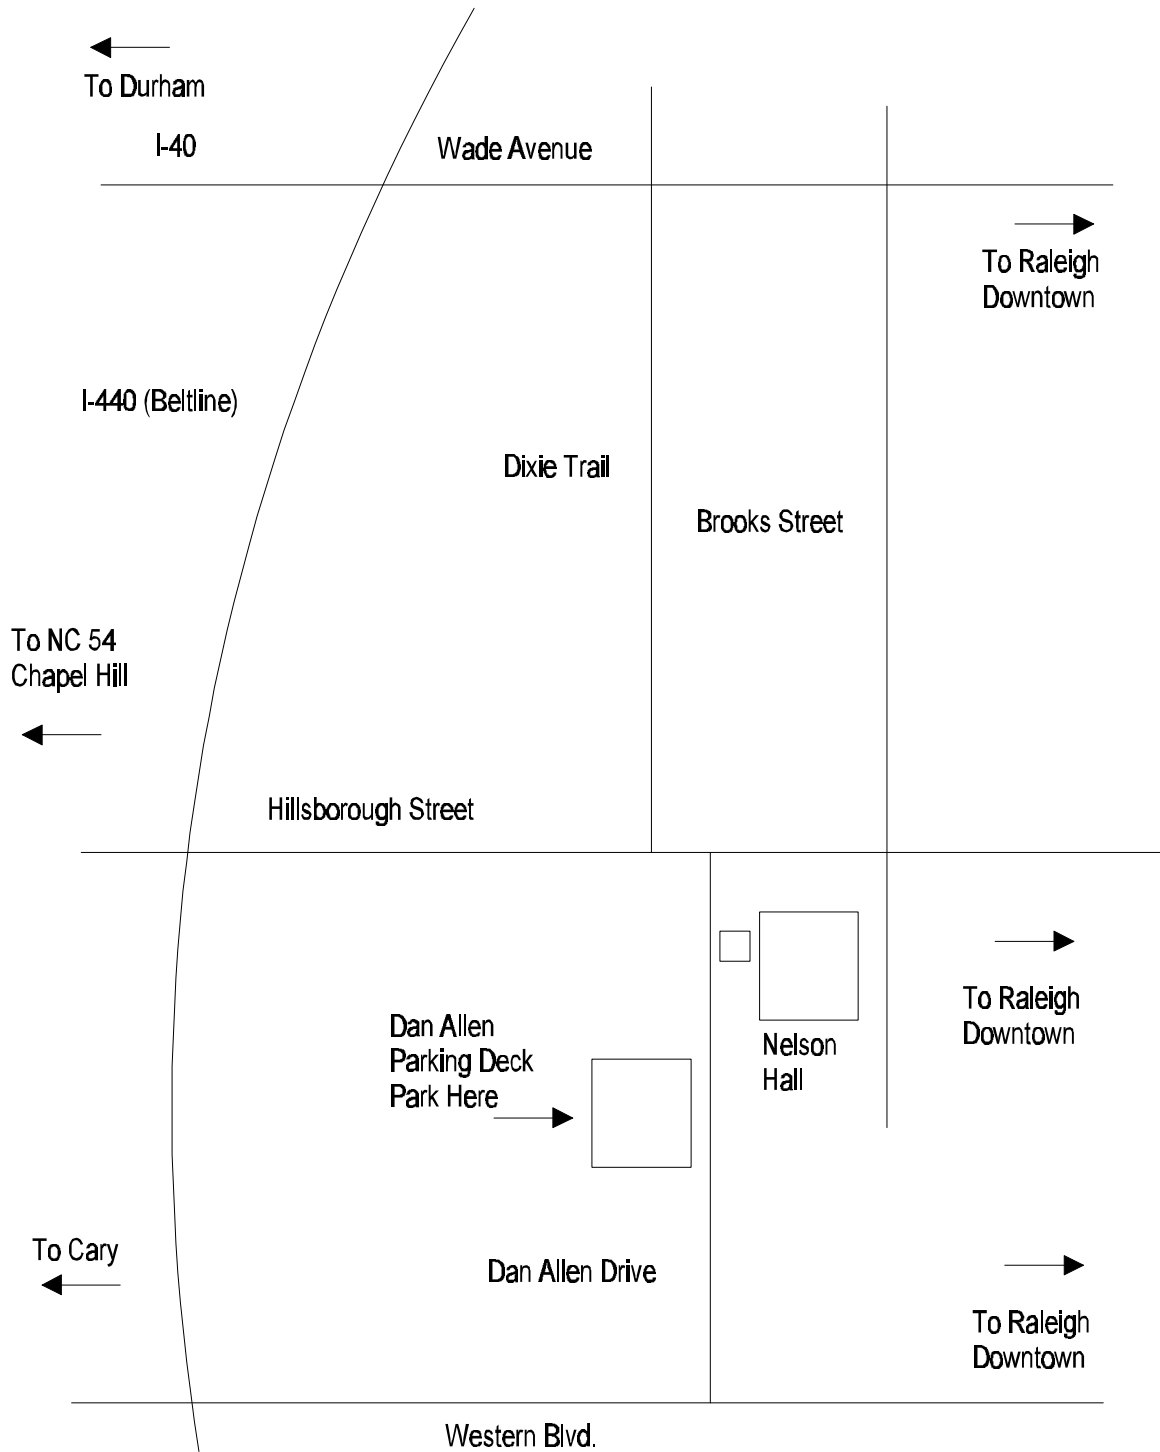 To Durham
I-40
Wade Avenue
To Raleigh
Downtown
I-440 (Beltline)
Dixie Trail
Brooks Street
To NC 54
Chapel Hill
Hillsborough Street
Dan Allen
Parking Deck
Park Here
Nelson
Hall
To Raleigh
Downtown
To Cary
Dan Allen Drive
To Raleigh
Downtown
Western Blvd.